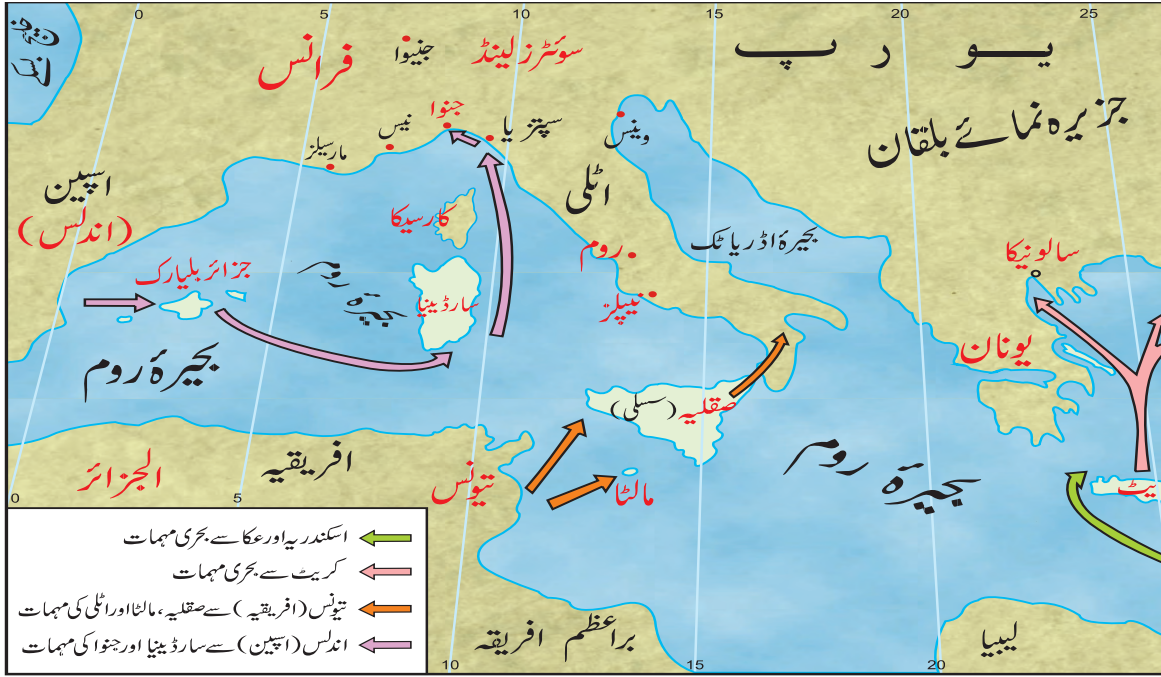 0 5 10 15 20 25
خلیج بسکے
یورپ
سوئٹزرلینڈ
جنیوا
فرانس
جزیرہ نمائے بلقان
جنوا
سپتزیا
وینس
نیس
مارسیلز
اٹلی
اسپین
(اندلس)
کارسیکا
بحیرۂ اڈریاٹک
روم
سالونیکا
جزائر بلیارک
بحیرۂ روم
سارڈینیا
نیپلز
یونان
بحیرۂ روم
صقلیہ (سسلی)
بحیرۂ روم
افریقیہ
الجزائر
تیونس
مالٹا
یٹ
0 5
اسکندریہ اور عکا سے بحری مہمات
کریٹ سے بحری مہمات
تیونس (افریقیہ) سے صقلیہ، مالٹا اور اٹلی کی مہمات
اندلس (اسپین) سے سارڈینیا اور جنوا کی مہمات
براعظم افریقہ
لیبیا
10 15 20